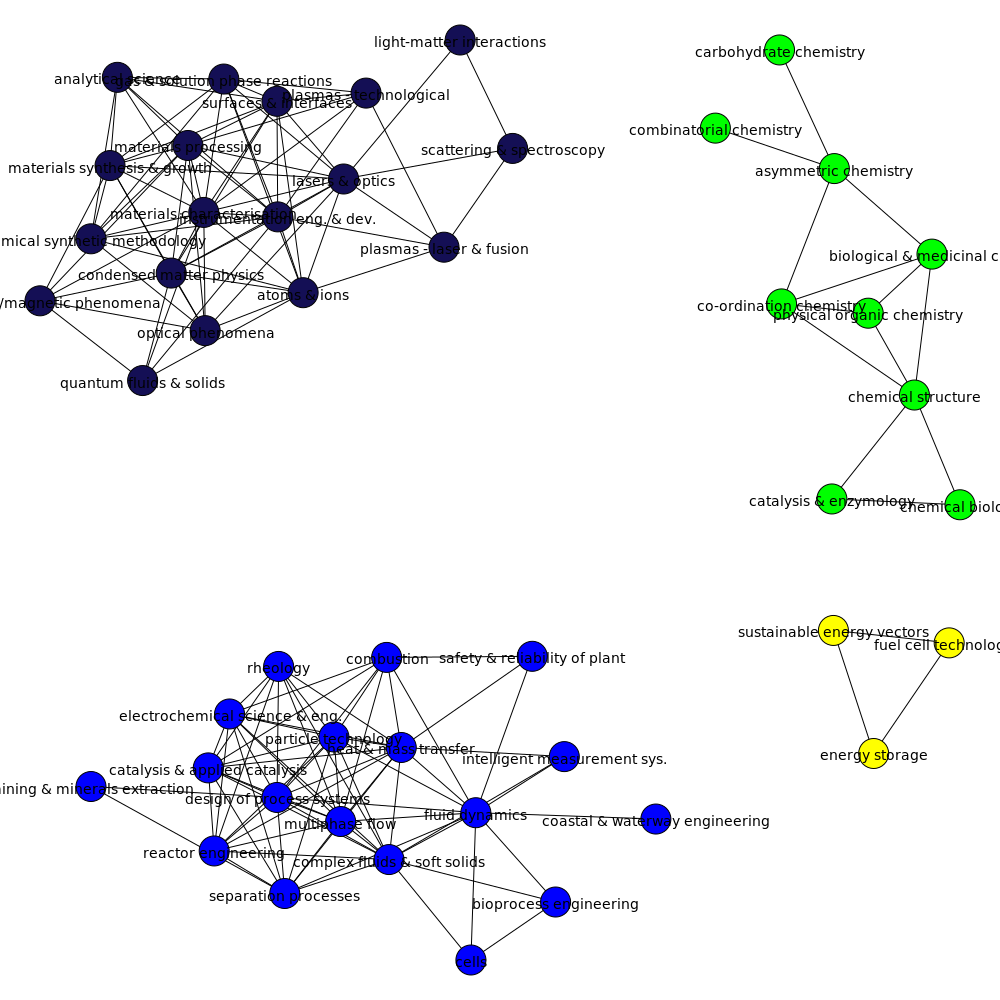 light-matter interactions
carbohydrate chemistry
analytical science
gas & solution phase reactions
plasmas - technological
surfaces & interfaces
combinatorial chemistry
materials processing
scattering & spectroscopy
materials synthesis & growth
asymmetric chemistry
lasers & optics
materials characterisation
instrumentation eng. & dev.
mical synthetic methodology
plasmas - laser & fusion
biological & medicinal c
condensed matter physics
atoms & ions
/magnetic phenomena
co-ordination chemistry
physical organic chemistry
optical phenomena
quantum fluids & solids
chemical structure
catalysis & enzymology
chemical biolo
sustainable energy vectors
fuel cell technolog
rheology
combustion
safety & reliability of plant
electrochemical science & eng.
particle technology
heat & mass transfer
energy storage
intelligent measurement sys.
catalysis & applied catalysis
ining & minerals extraction
design of process systems
fluid dynamics
multiphase flow
coastal & waterway engineering
reactor engineering
complex fluids & soft solids
separation processes
bioprocess engineering
cells